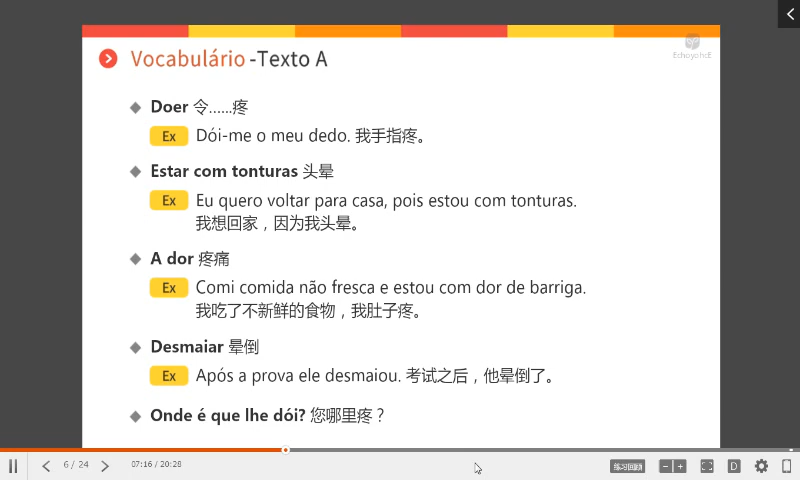 Vocabulário -Texto A
EchoyoheE
Doer 令……疼
Ex Dói-me o meu dedo. 我手指疼。
Estar com tonturas 头晕
Ex Eu quero voltar para casa, pois estou com tonturas.
我想回家，因为我头晕。
A dor 疼痛
Ex Comi comida não fresca e estou com dor de barriga.
我吃了不新鲜的食物，我肚子疼。
Desmaiar 晕倒
Ex Após a prova ele desmaiou. 考试之后，他晕倒了。
Onde é que lhe dói? 您哪里疼？
6 / 24 07:16 / 20:28 练习回顾 D